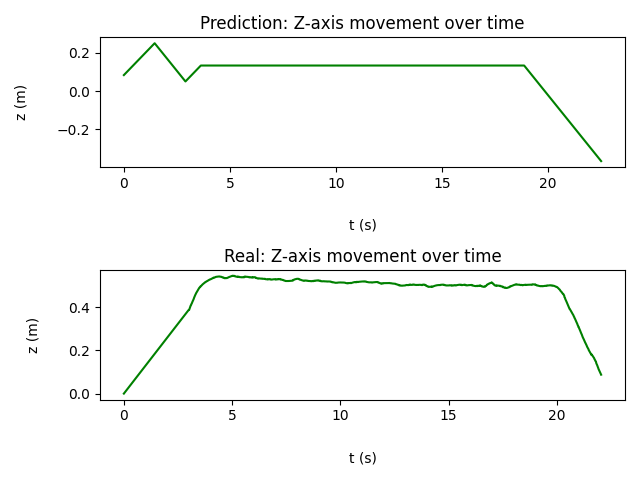 Prediction: Z-axis movement over time
0.2
0.0
−0.2
z (m)
0 5 10 15 20
t (s)
Real: Z-axis movement over time
0.4
0.2
0.0
z (m)
0 5 10 15 20
t (s)